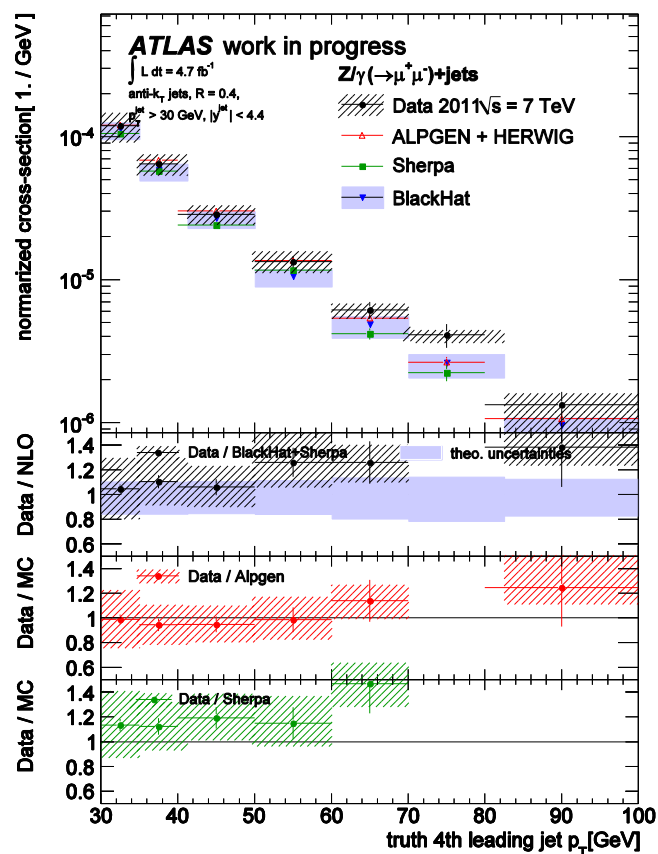 ATLAS work in progress
∫ L dt = 4.7 fb⁻¹
anti-k_T jets, R = 0.4,
p_T^jet > 30 GeV, |y^jet| < 4.4
Z/γ(→μ⁺μ⁻)+jets
Data 2011√s = 7 TeV
ALPGEN + HERWIG
Sherpa
BlackHat
normarized cross-section[ 1. / GeV]
10⁻⁴
10⁻⁵
10⁻⁶
Data / NLO
1.4
1.2
1
0.8
Data / BlackHat+Sherpa
theo. uncertainties
Data / MC
1.4
1.2
1
0.8
0.6
Data / Alpgen
Data / MC
1.4
1.2
1
0.8
0.6
Data / Sherpa
30 40 50 60 70 80 90 100
truth 4th leading jet p_T[GeV]